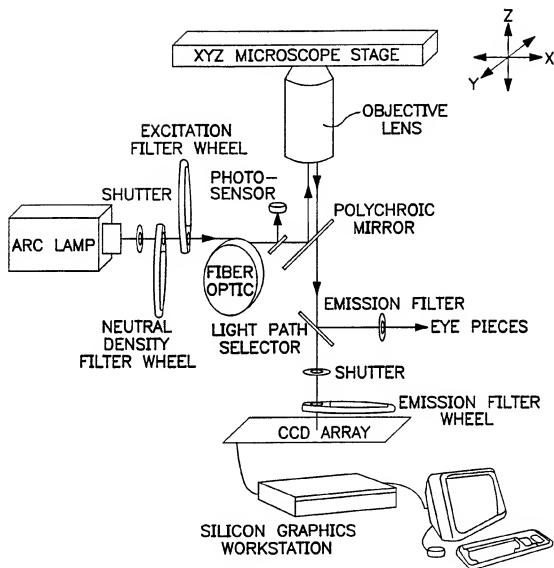 Z
X
Y
XYZ MICROSCOPE STAGE
OBJECTIVE
LENS
EXCITATION
FILTER WHEEL
PHOTO-
SENSOR
SHUTTER
POLYCHROIC
MIRROR
ARC LAMP
FIBER
OPTIC
NEUTRAL
DENSITY
FILTER WHEEL
LIGHT PATH
SELECTOR
EMISSION FILTER
EYE PIECES
SHUTTER
EMISSION FILTER
WHEEL
CCD ARRAY
SILICON GRAPHICS
WORKSTATION